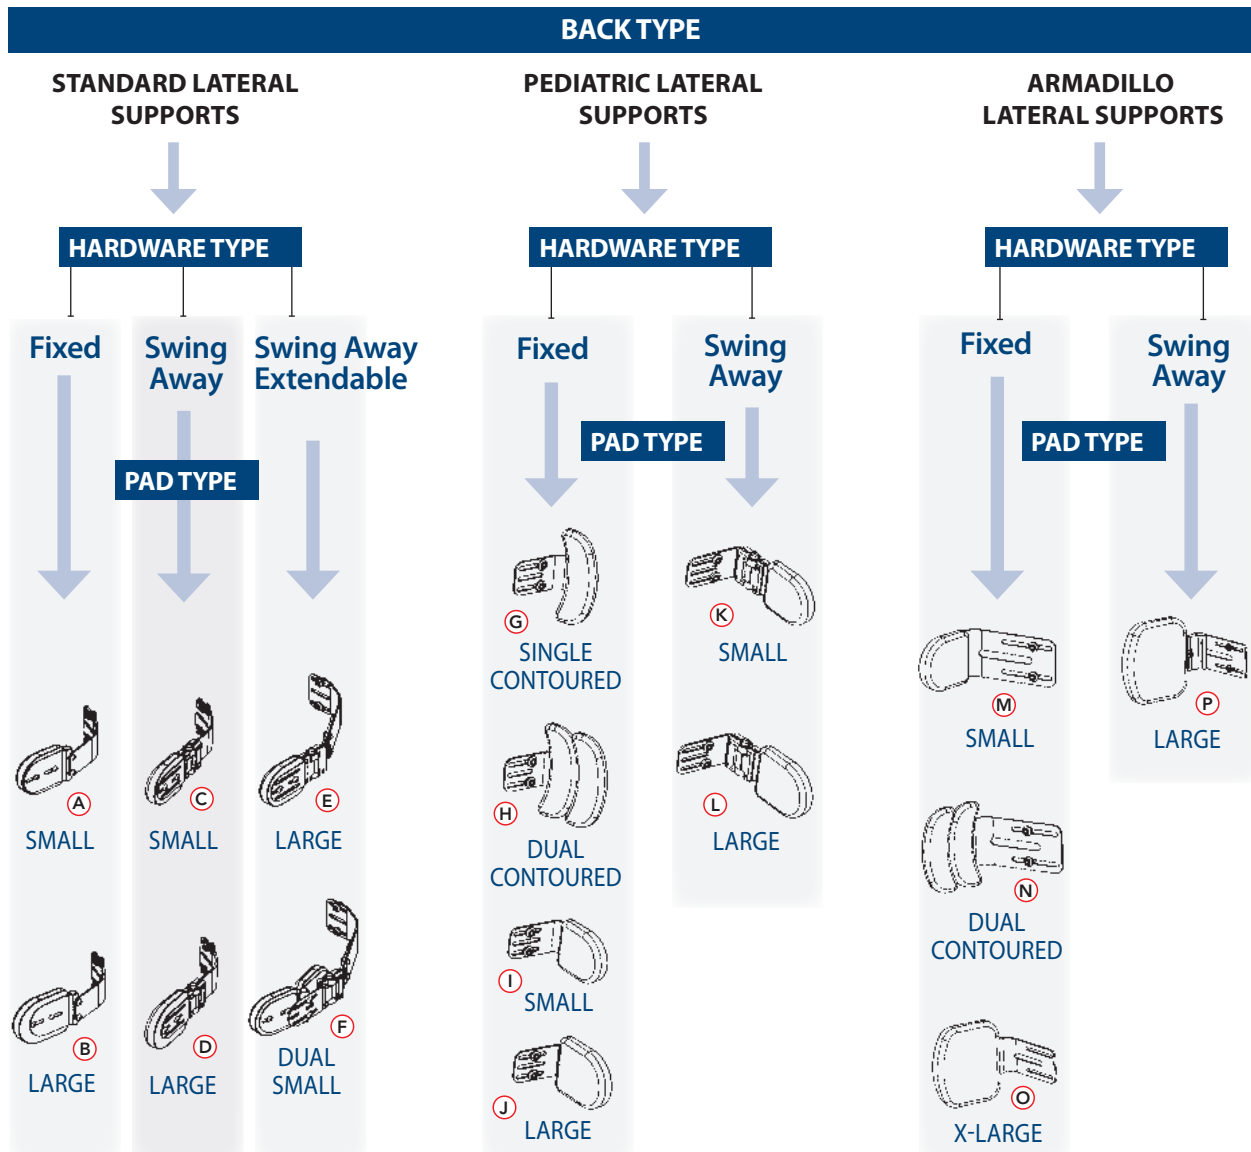 BACK TYPE
STANDARD LATERAL
SUPPORTS
HARDWARE TYPE
Fixed
Swing
Away
Swing Away
Extendable
PAD TYPE
A
SMALL
C
SMALL
E
LARGE
B
LARGE
D
LARGE
F
DUAL
SMALL
PEDIATRIC LATERAL
SUPPORTS
HARDWARE TYPE
Fixed
Swing
Away
PAD TYPE
G
SINGLE
CONTOURED
K
SMALL
H
DUAL
CONTOURED
L
LARGE
I
SMALL
J
LARGE
ARMADILLO
LATERAL SUPPORTS
HARDWARE TYPE
Fixed
Swing
Away
PAD TYPE
M
SMALL
P
LARGE
N
DUAL
CONTOURED
O
X-LARGE